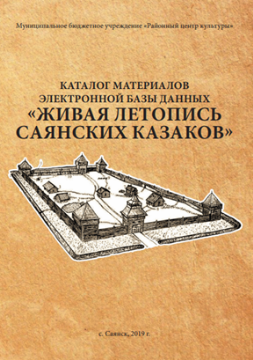 Муниципальное бюджетное учреждение «Районный центр культуры»
КАТАЛОГ МАТЕРИАЛОВ
ЭЛЕКТРОННОЙ БАЗЫ ДАННЫХ
«ЖИВАЯ ЛЕТОПИСЬ
САЯНСКИХ КАЗАКОВ»
с. Саянск, 2019 г.